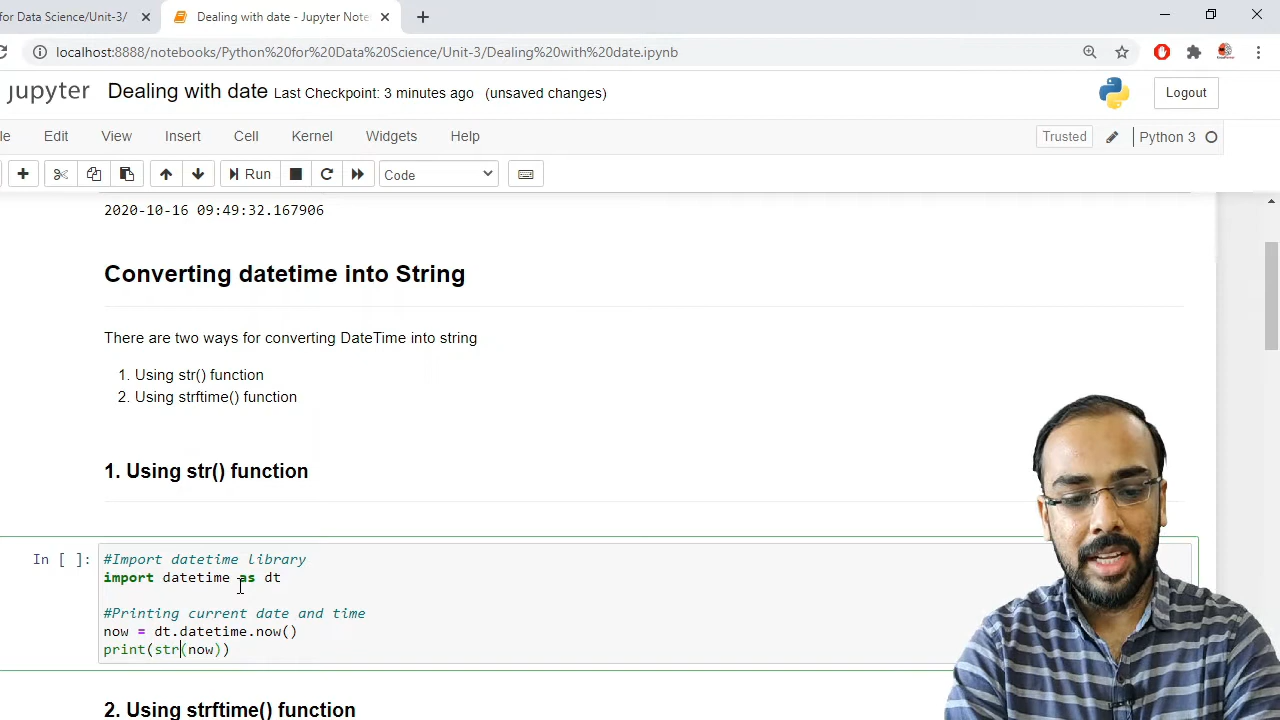 for Data Science/Unit-3/
Dealing with date - Jupyter Note
localhost:8888/notebooks/Python%20for%20Data%20Science/Unit-3/Dealing%20with%20date.ipynb
jupyter Dealing with date Last Checkpoint: 3 minutes ago (unsaved changes)
Logout
le Edit View Insert Cell Kernel Widgets Help
Trusted
Python 3
Run
Code
2020-10-16 09:49:32.167906
Converting datetime into String
There are two ways for converting DateTime into string
1. Using str() function
2. Using strftime() function
1. Using str() function
In [ ]:
#Import datetime library
import datetime as dt
#Printing current date and time
now = dt.datetime.now()
print(str(now))
2. Using strftime() function